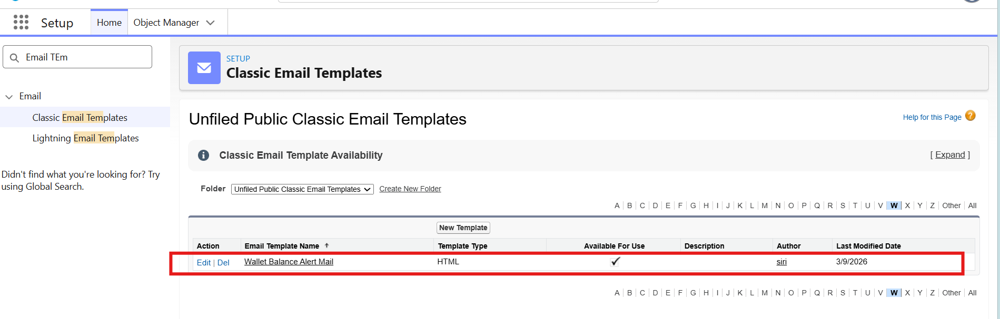 Setup
Home
Object Manager
Email TEm
Email
Classic Email Templates
Lightning Email Templates
Didn't find what you're looking for? Try
using Global Search.
SETUP
Classic Email Templates
Unfiled Public Classic Email Templates
Help for this Page ?
Classic Email Template Availability
[ Expand ]
Folder Unfiled Public Classic Email Templates Create New Folder
A | B | C | D | E | F | G | H | I | J | K | L | M | N | O | P | Q | R | S | T | U | V | W | X | Y | Z | Other | All
New Template
Action Email Template Name ↑ Template Type Available For Use Description Author Last Modified Date
Edit | Del Wallet Balance Alert Mail HTML ✓ siri 3/9/2026
A | B | C | D | E | F | G | H | I | J | K | L | M | N | O | P | Q | R | S | T | U | V | W | X | Y | Z | Other | All